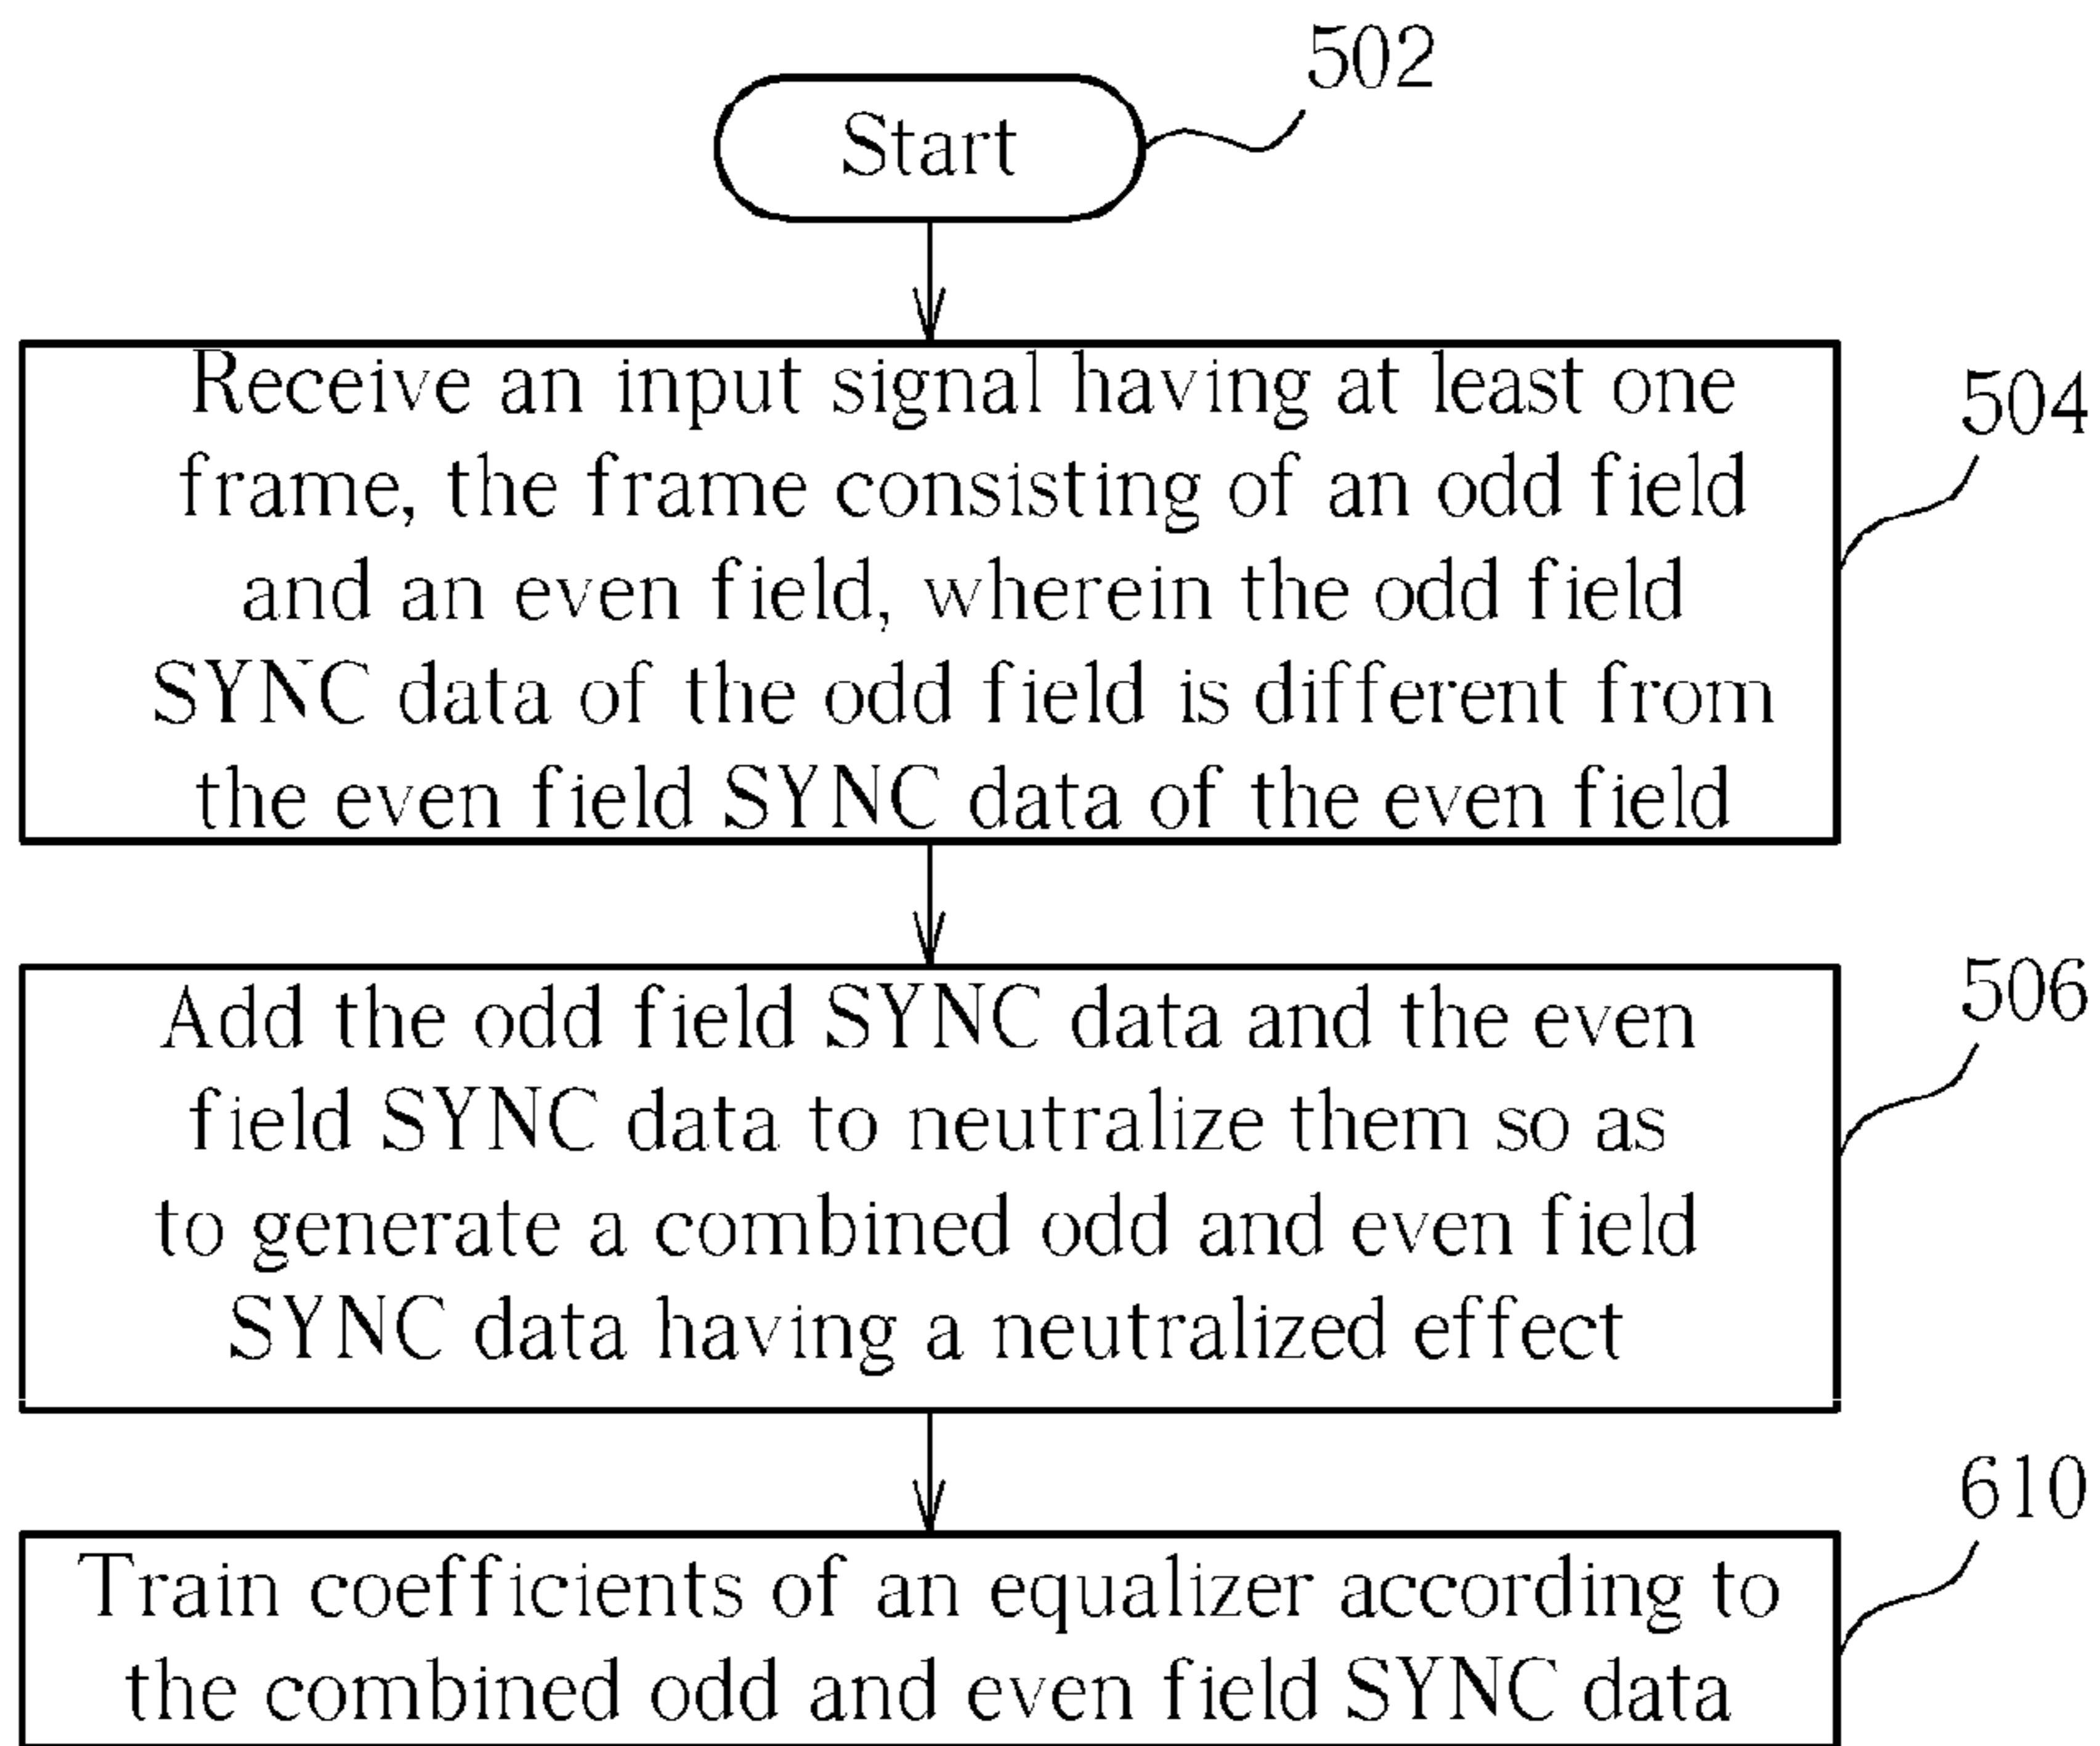 502
Start
Receive an input signal having at least one
frame, the frame consisting of an odd field
and an even field, wherein the odd field
SYNC data of the odd field is different from
the even field SYNC data of the even field
504
Add the odd field SYNC data and the even
field SYNC data to neutralize them so as
to generate a combined odd and even field
SYNC data having a neutralized effect
506
Train coefficients of an equalizer according to
the combined odd and even field SYNC data
610